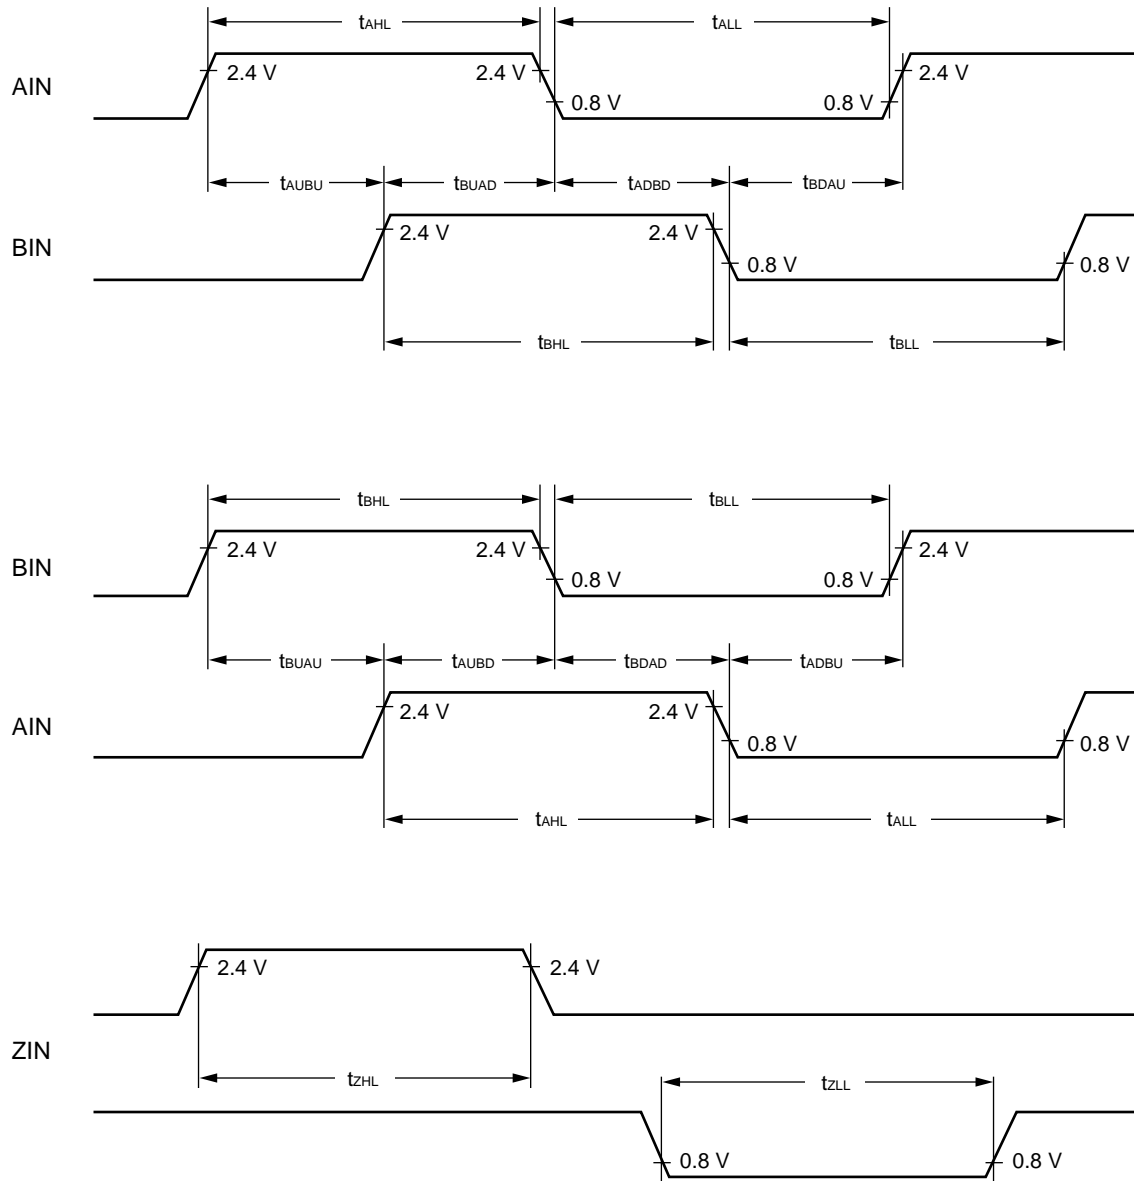 tAHL tALL
AIN 2.4 V 2.4 V 0.8 V 0.8 V 2.4 V
tAUBU tBUAD tADBD tBDAU
BIN 2.4 V 2.4 V 0.8 V 0.8 V
tBHL tBLL
tBHL tBLL
BIN 2.4 V 2.4 V 0.8 V 0.8 V 2.4 V
tBUAU tAUBD tBDAD tADBU
AIN 2.4 V 2.4 V 0.8 V 0.8 V
tAHL tALL
2.4 V 2.4 V
ZIN
tZHL tZLL
0.8 V 0.8 V